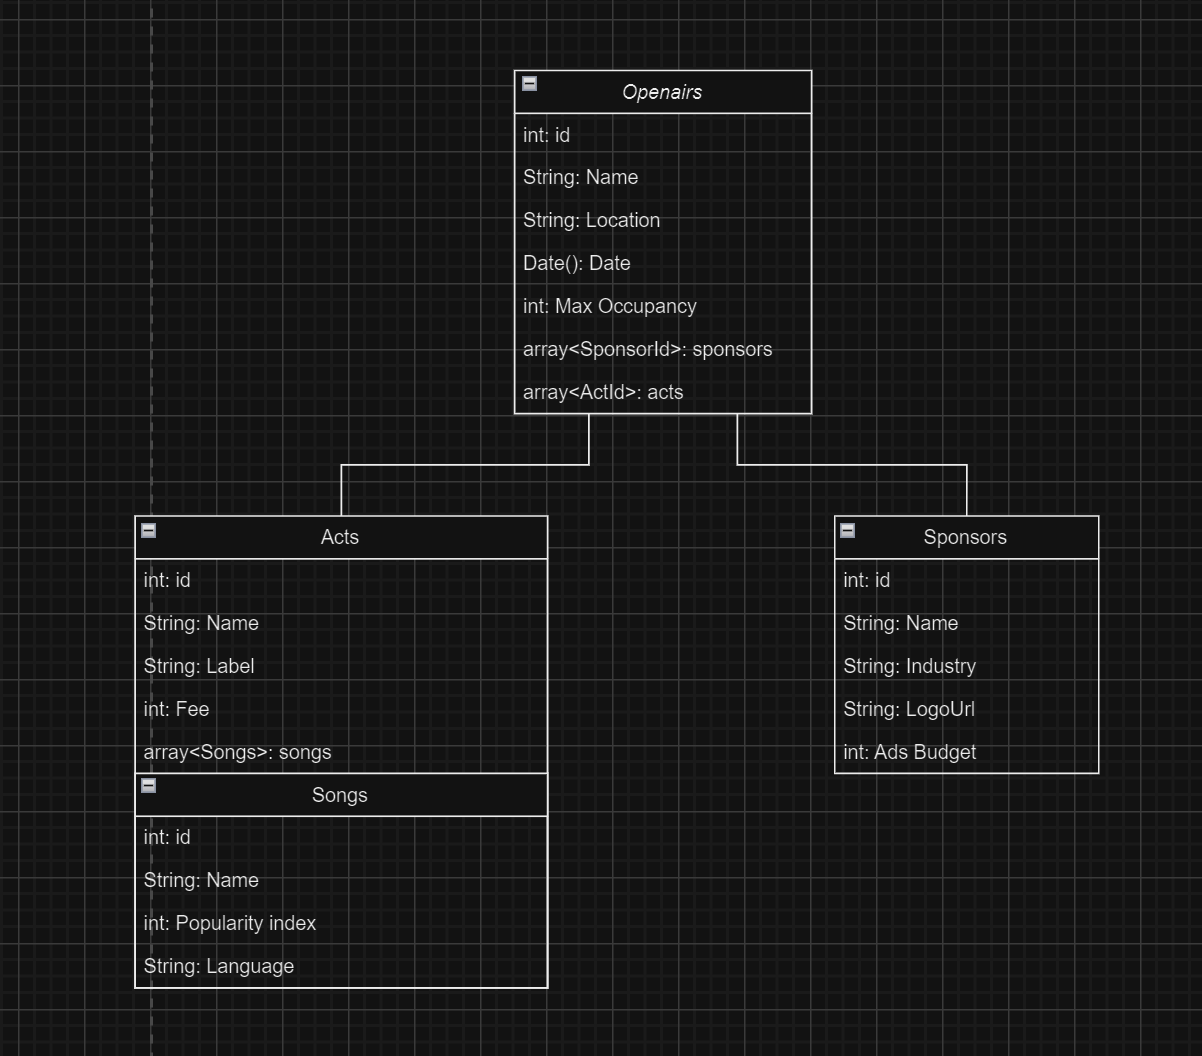 Openairs
int: id
String: Name
String: Location
Date(): Date
int: Max Occupancy
array<SponsorId>: sponsors
array<ActId>: acts
Acts
int: id
String: Name
String: Label
int: Fee
array<Songs>: songs
Songs
int: id
String: Name
int: Popularity index
String: Language
Sponsors
int: id
String: Name
String: Industry
String: LogoUrl
int: Ads Budget